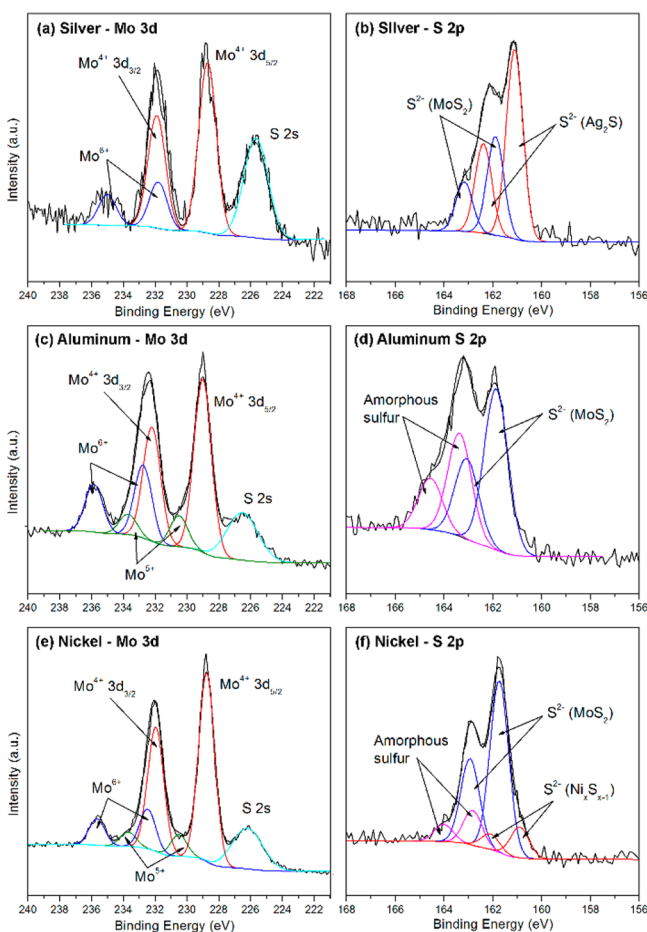 (a) Silver - Mo 3d
Mo4+ 3d5/2
Mo4+ 3d3/2
S 2s
Mo6+
Intensity (a.u.)
240 238 236 234 232 230 228 226 224 222
Binding Energy (eV)
(b) SIlver - S 2p
S2- (MoS2)
S2- (Ag2S)
168 166 164 162 160 158 156
Binding Energy (eV)
(c) Aluminum - Mo 3d
Mo4+ 3d3/2
Mo4+ 3d5/2
Mo6+
S 2s
Mo5+
Intensity (a.u.)
240 238 236 234 232 230 228 226 224 222
Binding Energy (eV)
(d) Aluminum S 2p
Amorphous
sulfur
S2- (MoS2)
168 166 164 162 160 158 156
Binding Energy (eV)
(e) Nickel - Mo 3d
Mo4+ 3d5/2
Mo4+ 3d3/2
Mo6+
S 2s
Mo5+
Intensity (a.u.)
240 238 236 234 232 230 228 226 224 222
Binding Energy (eV)
(f) Nickel - S 2p
S2- (MoS2)
Amorphous
sulfur
S2- (NixSx-1)
168 166 164 162 160 158 156
Binding Energy (eV)